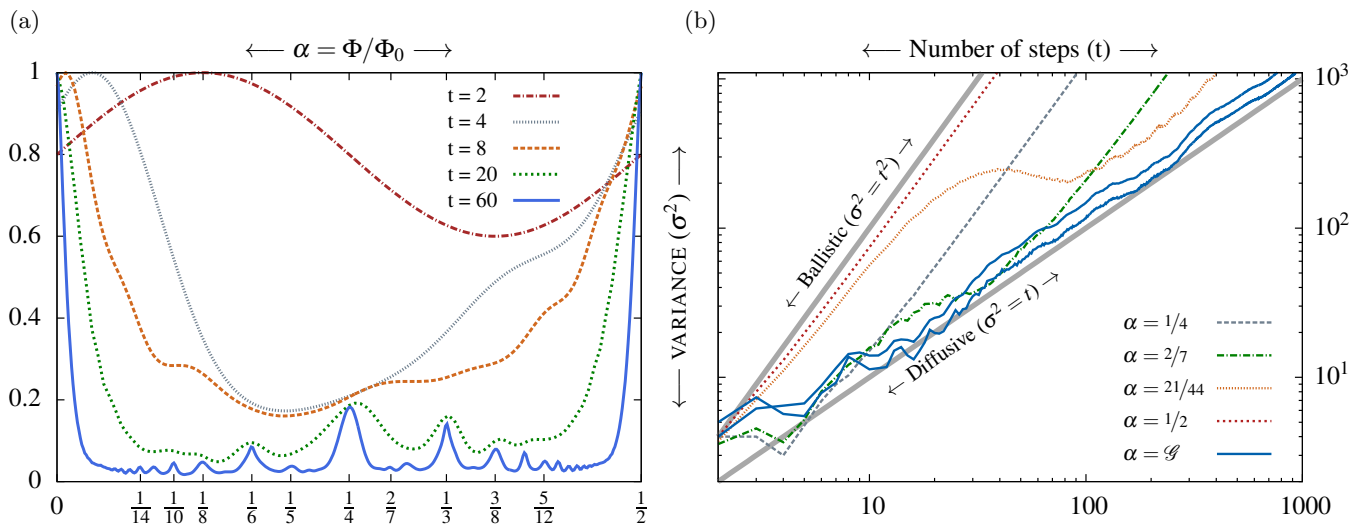 (a)
← α = Φ/Φ₀ →
1
0.8
0.6
0.4
0.2
0
t = 2
t = 4
t = 8
t = 20
t = 60
0 1/14 1/10 1/8 1/6 1/5 1/4 2/7 1/3 3/8 5/12 1/2
(b)
← Number of steps (t) →
← VARIANCE (σ²) →
← Ballistic (σ² = t²) →
← Diffusive (σ² = t) →
10³
10²
10¹
α = 1/4
α = 2/7
α = 21/44
α = 1/2
α = 𝒢
10 100 1000